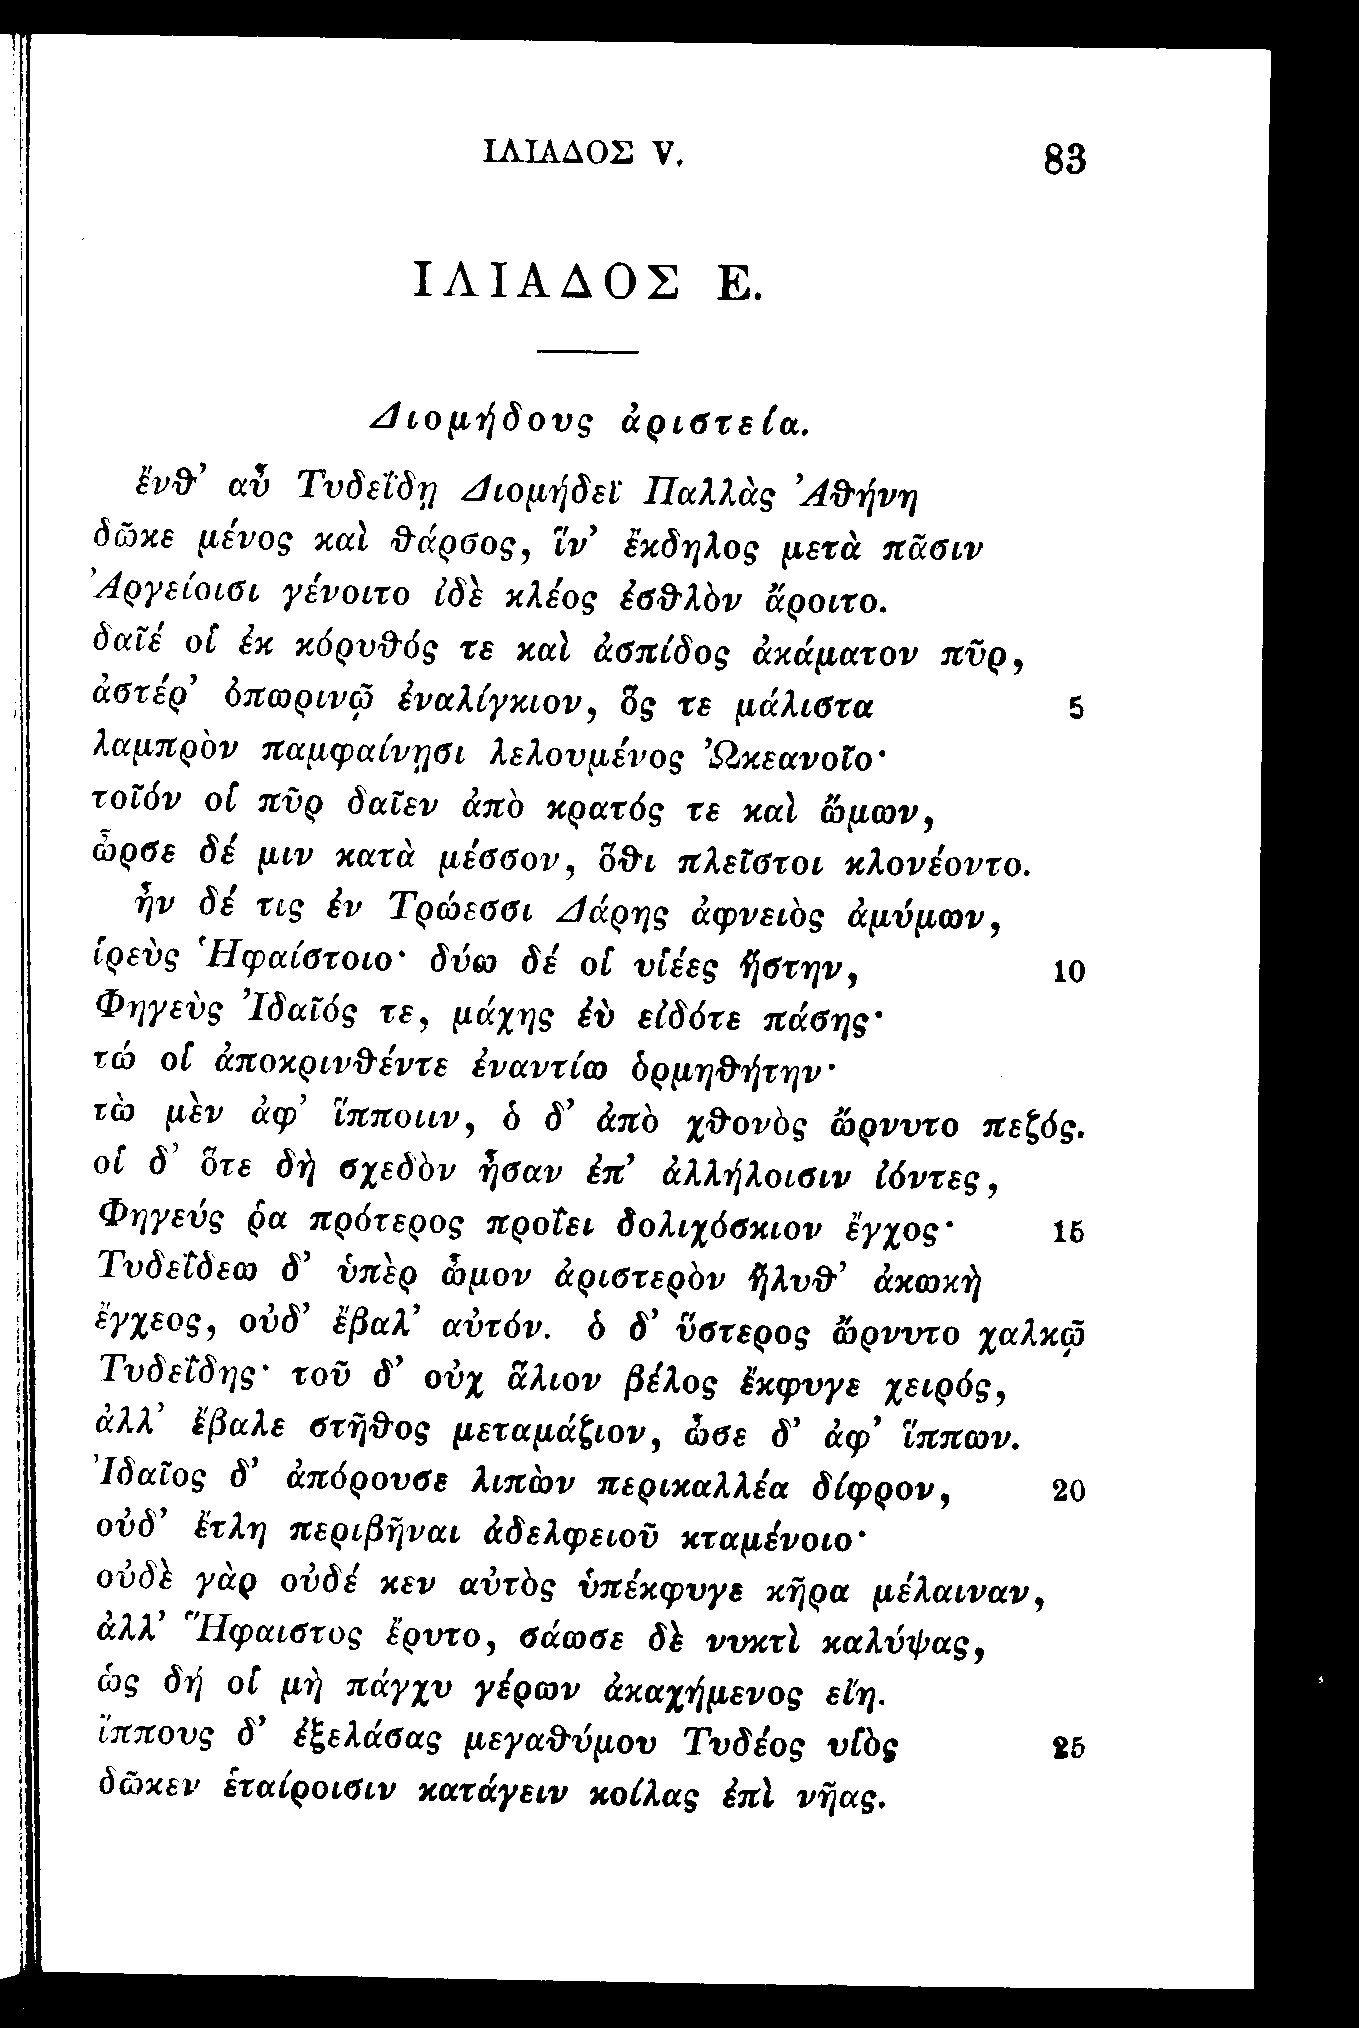 ΙΛΙΑΔΟΣ V.
83
ΙΛΙΑΔΟΣ Ε.
Διομήδους ἀριστεία.
ἔνθ’ αὖ Τυδεΐδῃ Διομήδεϊ Παλλὰς Ἀθήνη
δῶκε μένος καὶ θάρσος, ἵν’ ἔκδηλος μετὰ πᾶσιν
Ἀργείοισι γένοιτο ἰδὲ κλέος ἐσθλὸν ἄροιτο.
δαῖέ οἱ ἐκ κόρυθός τε καὶ ἀσπίδος ἀκάματον πῦρ,
ἀστέρ’ ὀπωρινῷ ἐναλίγκιον, ὅς τε μάλιστα 5
λαμπρὸν παμφαίνῃσι λελουμένος Ὠκεανοῖο·
τοῖόν οἱ πῦρ δαῖεν ἀπὸ κρατός τε καὶ ὤμων,
ὦρσε δέ μιν κατὰ μέσσον, ὅθι πλεῖστοι κλονέοντο.
ἦν δέ τις ἐν Τρώεσσι Δάρης ἀφνειὸς ἀμύμων,
ἱρεὺς Ἡφαίστοιο· δύω δέ οἱ υἱέες ἤστην, 10
Φηγεὺς Ἰδαῖός τε, μάχης ἐὺ εἰδότε πάσης·
τώ οἱ ἀποκρινθέντε ἐναντίω ὁρμηθήτην·
τὼ μὲν ἀφ’ ἵπποιιν, ὁ δ’ ἀπὸ χθονὸς ὤρνυτο πεζός.
οἱ δ’ ὅτε δὴ σχεδὸν ἦσαν ἐπ’ ἀλλήλοισιν ἰόντες,
Φηγεύς ῥα πρότερος προΐει δολιχόσκιον ἔγχος· 15
Τυδεΐδεω δ’ ὑπὲρ ὦμον ἀριστερὸν ἤλυθ’ ἀκωκὴ
ἔγχεος, οὐδ’ ἔβαλ’ αὐτόν. ὁ δ’ ὕστερος ὤρνυτο χαλκῷ
Τυδεΐδης· τοῦ δ’ οὐχ ἅλιον βέλος ἔκφυγε χειρός,
ἀλλ’ ἔβαλε στῆθος μεταμάζιον, ὦσε δ’ ἀφ’ ἵππων.
Ἰδαῖος δ’ ἀπόρουσε λιπὼν περικαλλέα δίφρον, 20
οὐδ’ ἔτλη περιβῆναι ἀδελφειοῦ κταμένοιο·
οὐδὲ γὰρ οὐδέ κεν αὐτὸς ὑπέκφυγε κῆρα μέλαιναν,
ἀλλ’ Ἥφαιστος ἔρυτο, σάωσε δὲ νυκτὶ καλύψας,
ὡς δή οἱ μὴ πάγχυ γέρων ἀκαχήμενος εἴη.
ἵππους δ’ ἐξελάσας μεγαθύμου Τυδέος υἱὸς 25
δῶκεν ἑταίροισιν κατάγειν κοίλας ἐπὶ νῆας.